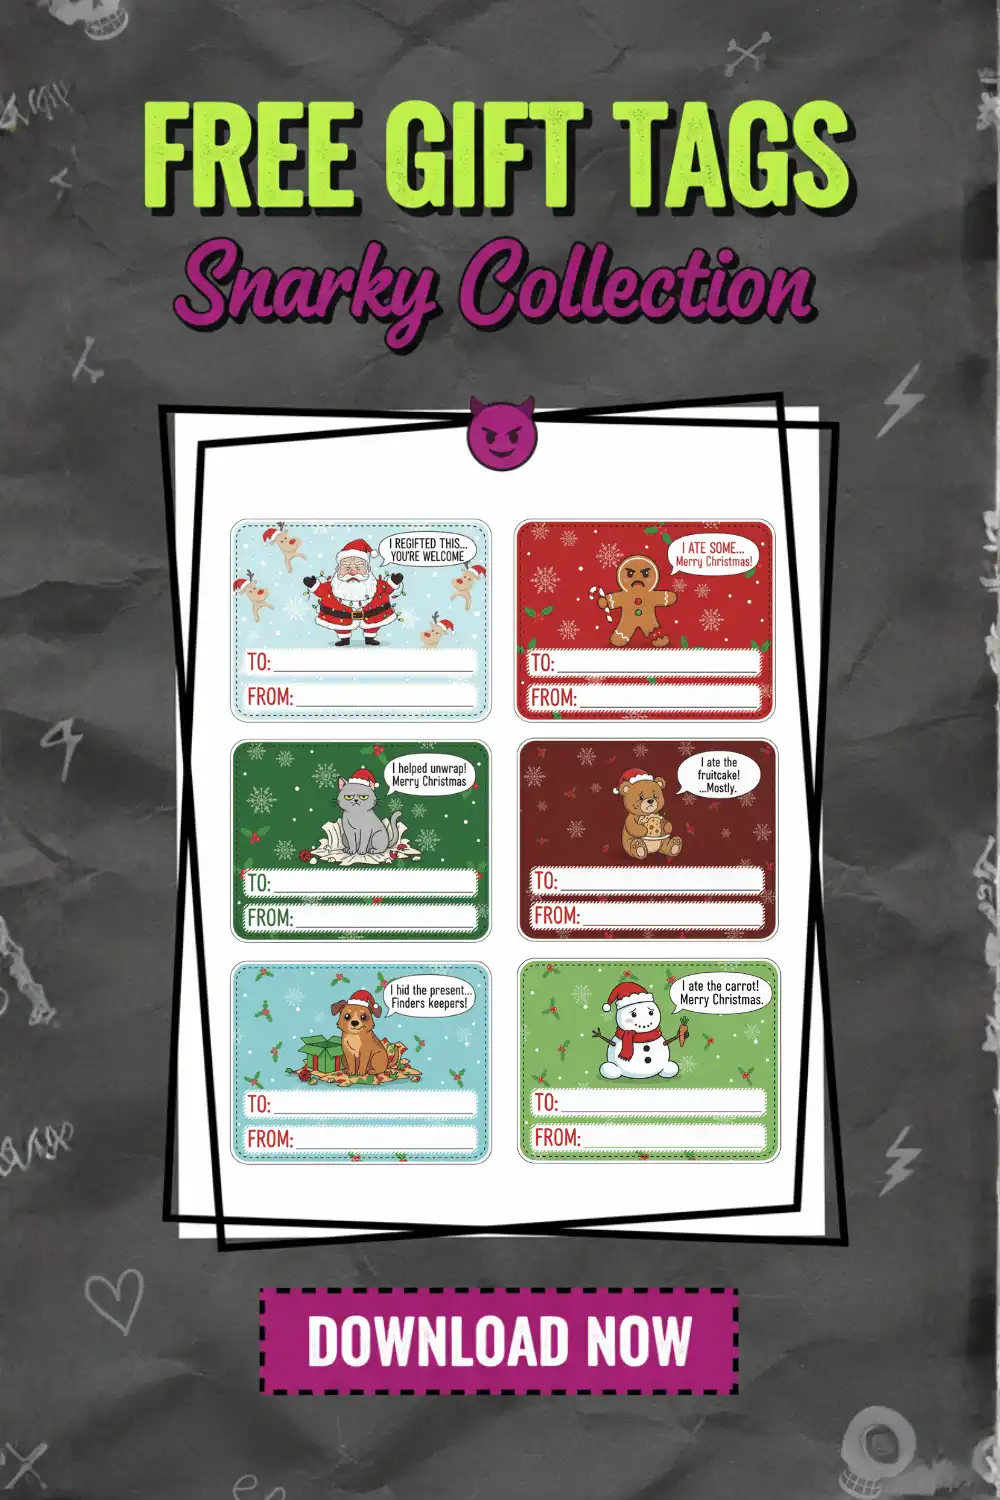 FREE GIFT TAGS
Snarky Collection
I REGIFTED THIS...
YOU'RE WELCOME
TO:
FROM:
I ATE SOME...
Merry Christmas!
TO:
FROM:
I helped unwrap!
Merry Christmas
TO:
FROM:
I ate the
fruitcake!
...Mostly.
TO:
FROM:
I hid the present...
Finders keepers!
TO:
FROM:
I ate the carrot!
Merry Christmas.
TO:
FROM:
DOWNLOAD NOW